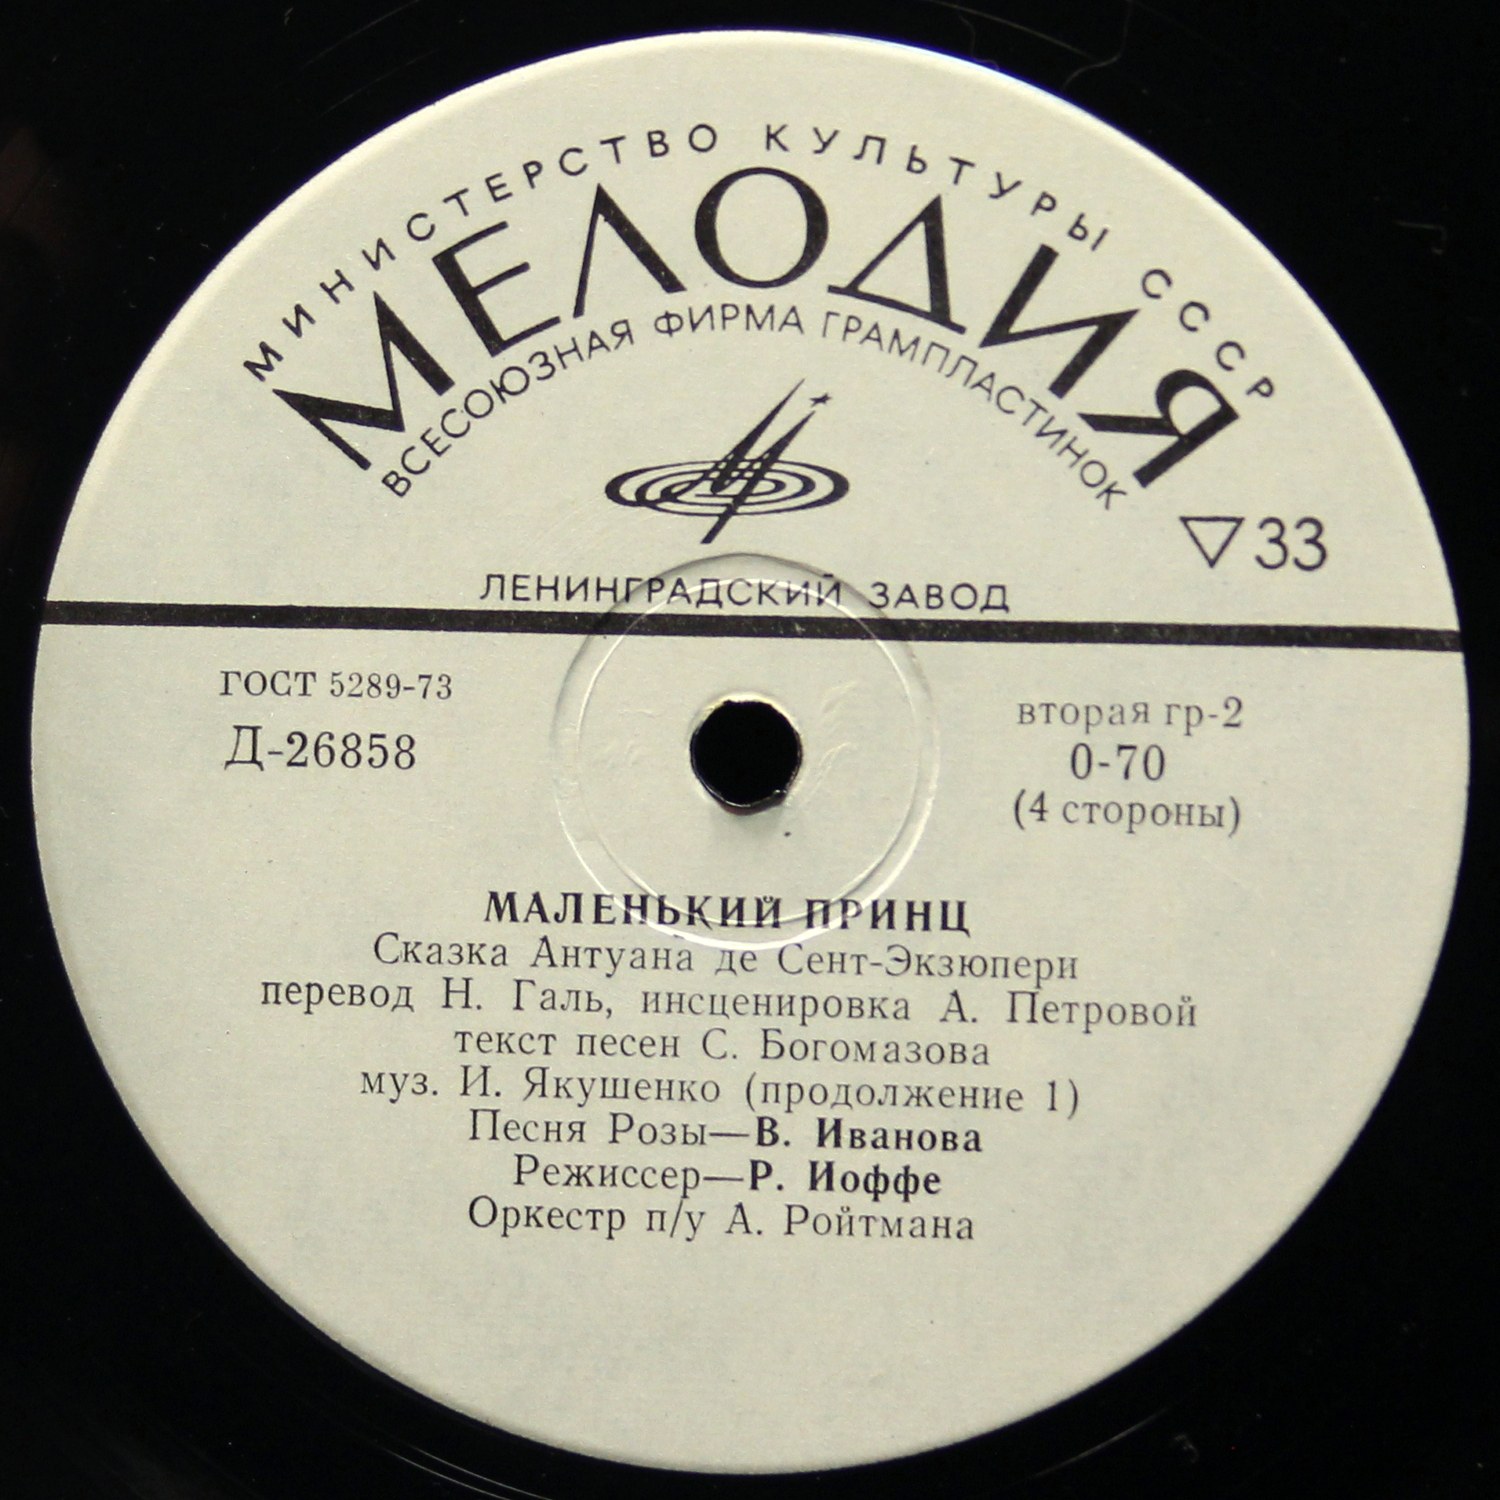 МИНИСТЕРСТВО КУЛЬТУРЫ СССР
МЕЛОДИЯ
ВСЕСОЮЗНАЯ ФИРМА ГРАМПЛАСТИНОК
▽33
ЛЕНИНГРАДСКИЙ ЗАВОД
ГОСТ 5289-73
Д-26858
вторая гр-2
0-70
(4 стороны)
МАЛЕНЬКИЙ ПРИНЦ
Сказка Антуана де Сент-Экзюпери
перевод Н. Галь, инсценировка А. Петровой
текст песен С. Богомазова
муз. И. Якушенко (продолжение 1)
Песня Розы—В. Иванова
Режиссер—Р. Иоффе
Оркестр п/у А. Ройтмана